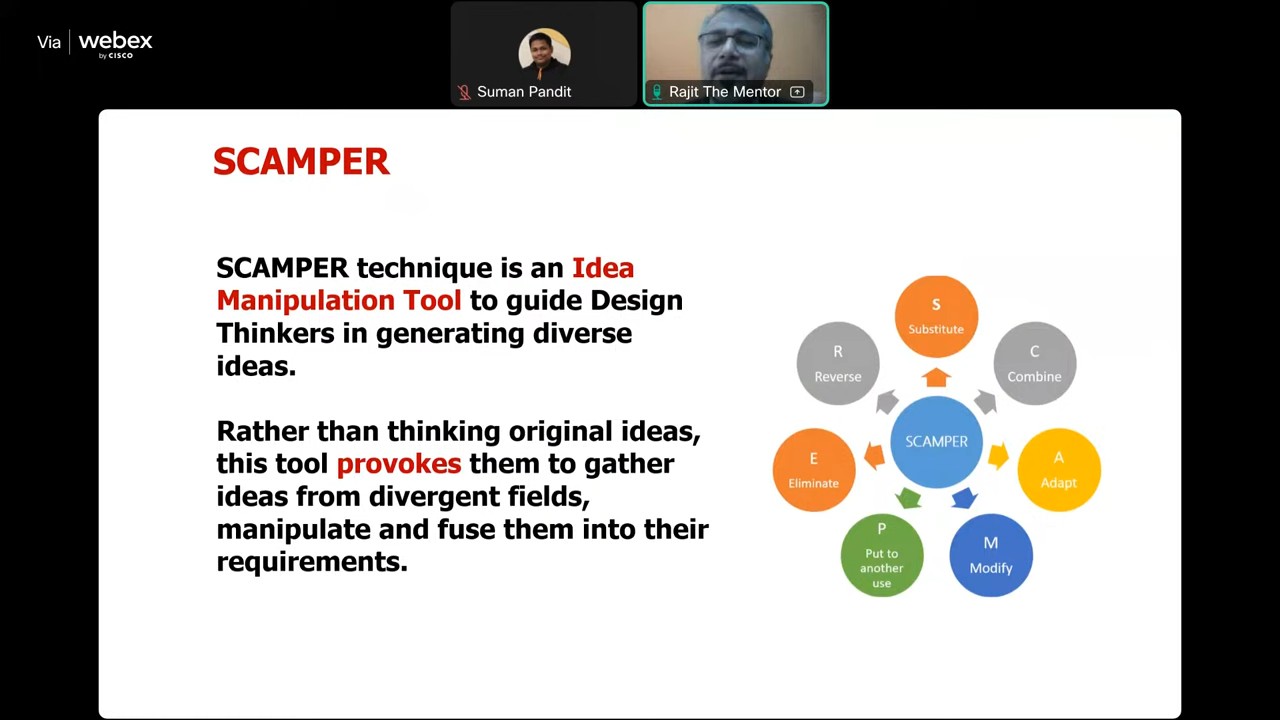 Via webex
by CISCO
Suman Pandit
Rajit The Mentor
SCAMPER
SCAMPER technique is an Idea
Manipulation Tool to guide Design
Thinkers in generating diverse
ideas.
Rather than thinking original ideas,
this tool provokes them to gather
ideas from divergent fields,
manipulate and fuse them into their
requirements.
S
Substitute
C
Combine
A
Adapt
M
Modify
P
Put to
another
use
E
Eliminate
R
Reverse
SCAMPER